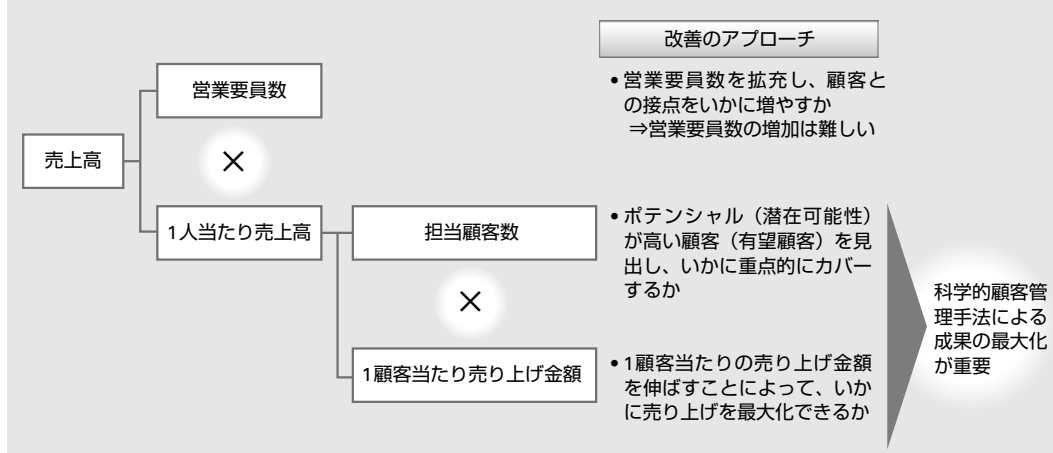 改善のアプローチ
営業要員数
•営業要員数を拡充し、顧客と
の接点をいかに増やすか
⇒営業要員数の増加は難しい
売上高
×
1人当たり売上高
担当顧客数
•ポテンシャル（潜在可能性）
が高い顧客（有望顧客）を見
出し、いかに重点的にカバー
するか
×
1顧客当たり売り上げ金額
•1顧客当たりの売り上げ金額
を伸ばすことによって、いか
に売り上げを最大化できるか
科学的顧客管
理手法による
成果の最大化
が重要